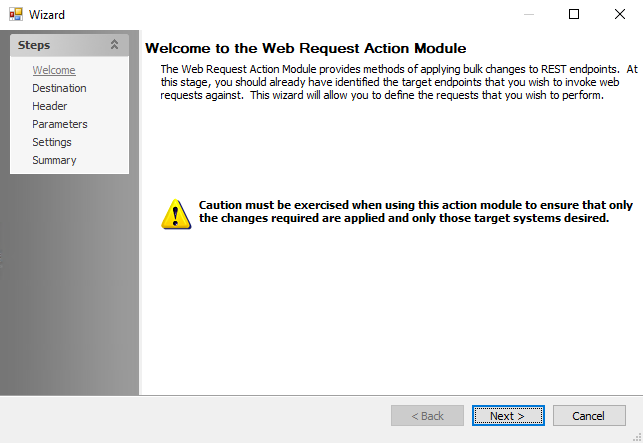 Wizard
Steps
Welcome
Destination
Header
Parameters
Settings
Summary
Welcome to the Web Request Action Module
The Web Request Action Module provides methods of applying bulk changes to REST endpoints.  At
this stage, you should already have identified the target endpoints that you wish to invoke web
requests against.  This wizard will allow you to define the requests that you wish to perform.
Caution must be exercised when using this action module to ensure that only
the changes required are applied and only those target systems desired.
< Back
Next >
Cancel